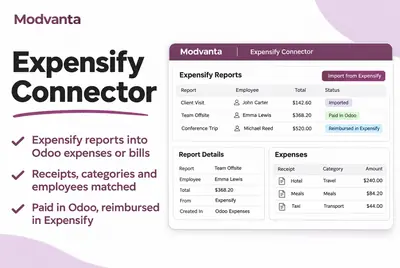 Modvanta
Expensify
Connector
Expensify reports into
Odoo expenses or bills
Receipts, categories and
employees matched
Paid in Odoo, reimbursed
in Expensify
Modvanta | Expensify Connector
Expensify Reports
Import from Expensify
Report Employee Total Status
Client Visit John Carter $142.60 Imported
Team Offsite Emma Lewis $368.20 Paid in Odoo
Conference Trip Michael Reed $520.00 Reimbursed in Expensify
Report Details
Report Team Offsite
Employee Emma Lewis
Total $368.20
From Expensify
Created In Odoo Expenses
Expenses
Receipt Category Amount
Hotel Travel $240.00
Meals Meals $84.20
Taxi Transport $44.00